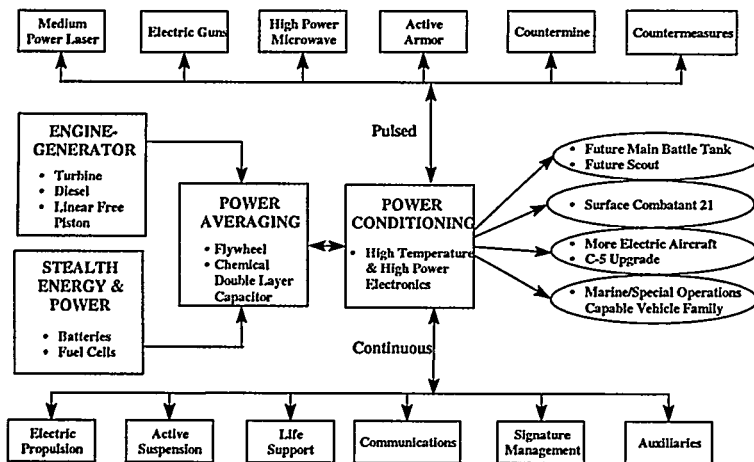 Medium
Power Laser
Electric Guns
High Power
Microwave
Active
Armor
Countermine
Countermeasures
Pulsed
ENGINE-
GENERATOR
• Turbine
• Diesel
• Linear Free
Piston
STEALTH
ENERGY &
POWER
• Batteries
• Fuel Cells
POWER
AVERAGING
• Flywheel
• Chemical
Double Layer
Capacitor
POWER
CONDITIONING
• High Temperature
& High Power
Electronics
• Future Main Battle Tank
• Future Scout
• Surface Combatant 21
• More Electric Aircraft
• C-5 Upgrade
• Marine/Special Operations
Capable Vehicle Family
Continuous
Electric
Propulsion
Active
Suspension
Life
Support
Communications
Signature
Management
Auxiliaries